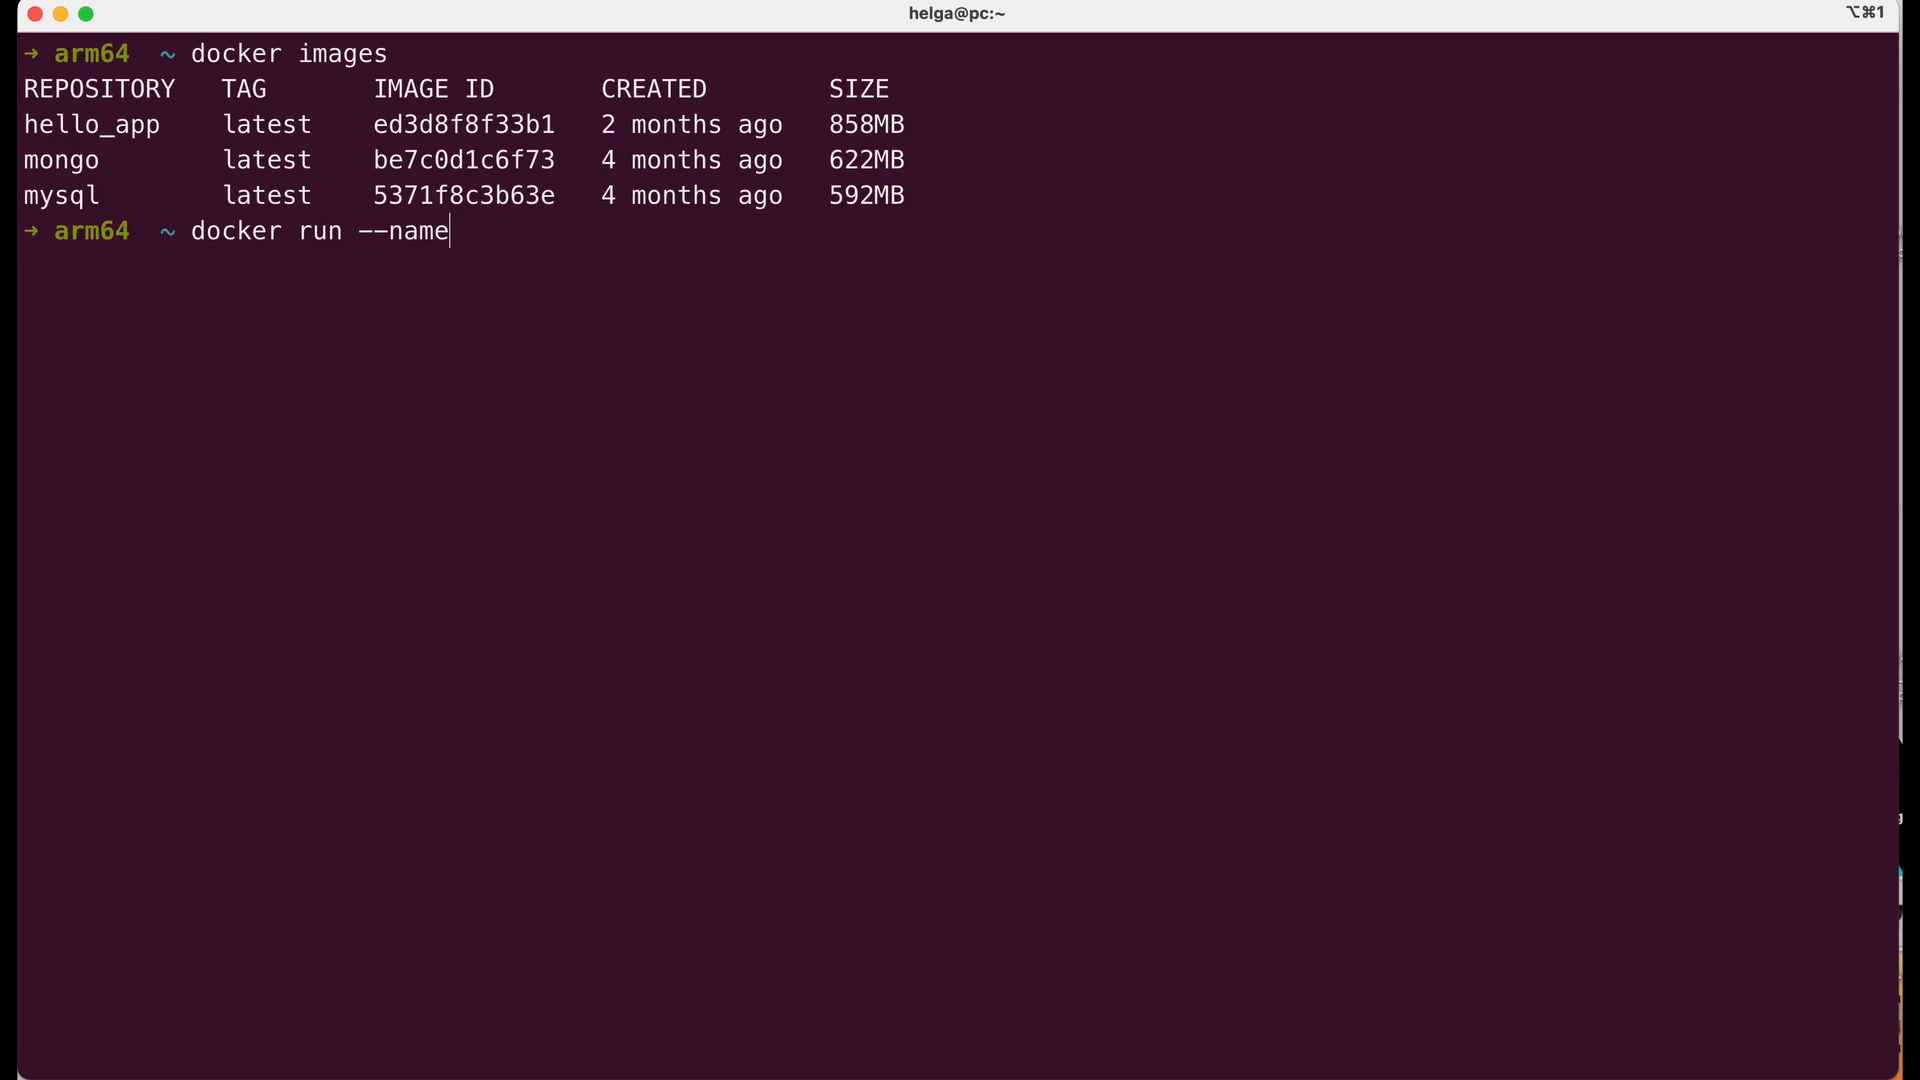 helga@pc:~
⌥⌘1
→ arm64 ~ docker images
REPOSITORY TAG IMAGE ID CREATED SIZE
hello_app latest ed3d8f8f33b1 2 months ago 858MB
mongo latest be7c0d1c6f73 4 months ago 622MB
mysql latest 5371f8c3b63e 4 months ago 592MB
→ arm64 ~ docker run --name